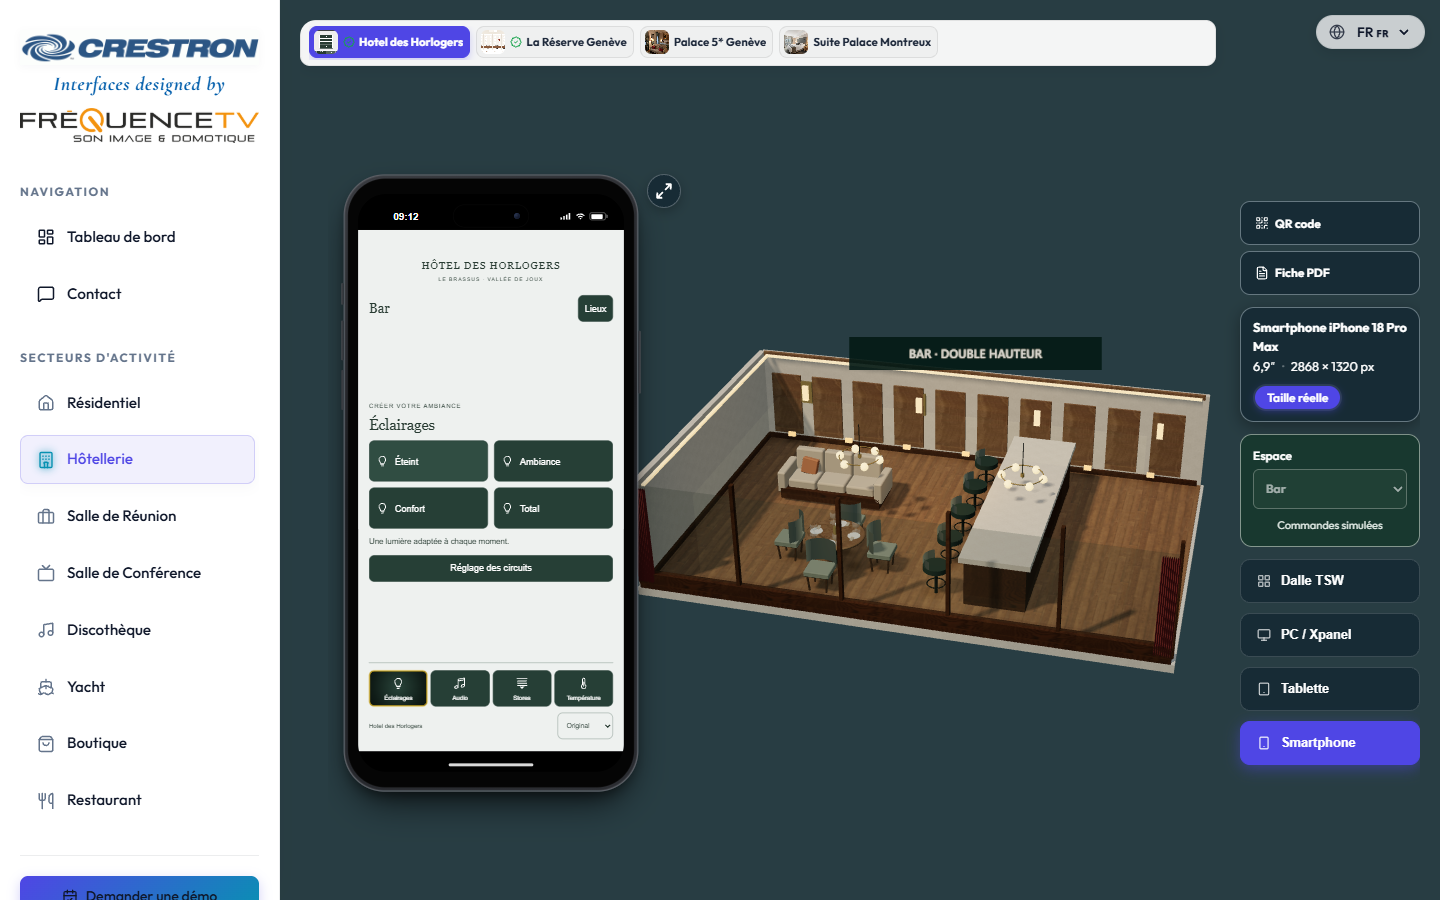 CRESTRON
Interfaces designed by
FRÉQUENCETV
SON IMAGE & DOMOTIQUE
NAVIGATION
Tableau de bord
Contact
SECTEURS D'ACTIVITÉ
Résidentiel
Hôtellerie
Salle de Réunion
Salle de Conférence
Discothèque
Yacht
Boutique
Restaurant
Demander une démo
Hotel des Horlogers
La Réserve Genève
Palace 5* Genève
Suite Palace Montreux
FR FR
09:12
HÔTEL DES HORLOGERS
LE BRASSUS · VALLÉE DE JOUX
Bar
Lieux
CRÉER VOTRE AMBIANCE
Éclairages
Éteint
Ambiance
Confort
Total
Une lumière adaptée à chaque moment.
Réglage des circuits
Éclairages
Audio
Stores
Température
Hotel des Horlogers
Original
BAR · DOUBLE HAUTEUR
QR code
Fiche PDF
Smartphone iPhone 18 Pro
Max
6,9" · 2868 × 1320 px
Taille réelle
Espace
Bar
Commandes simulées
Dalle TSW
PC / Xpanel
Tablette
Smartphone